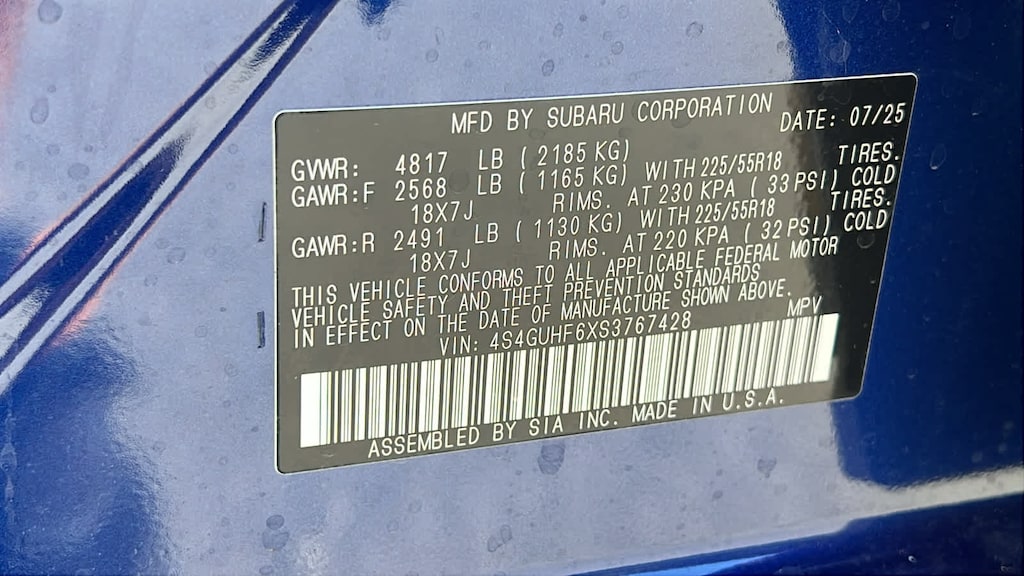 MFD BY SUBARU CORPORATION DATE: 07/25
GVWR: 4817 LB ( 2185 KG)
GAWR:F 2568 LB ( 1165 KG) WITH 225/55R18 TIRES.
18X7J RIMS. AT 230 KPA ( 33 PSI) COLD
GAWR:R 2491 LB ( 1130 KG) WITH 225/55R18 TIRES.
18X7J RIMS. AT 220 KPA ( 32 PSI) COLD
THIS VEHICLE CONFORMS TO ALL APPLICABLE FEDERAL MOTOR
VEHICLE SAFETY AND THEFT PREVENTION STANDARDS
IN EFFECT ON THE DATE OF MANUFACTURE SHOWN ABOVE.
VIN: 4S4GUHF6XS3767428 MPV
ASSEMBLED BY SIA INC. MADE IN U.S.A.